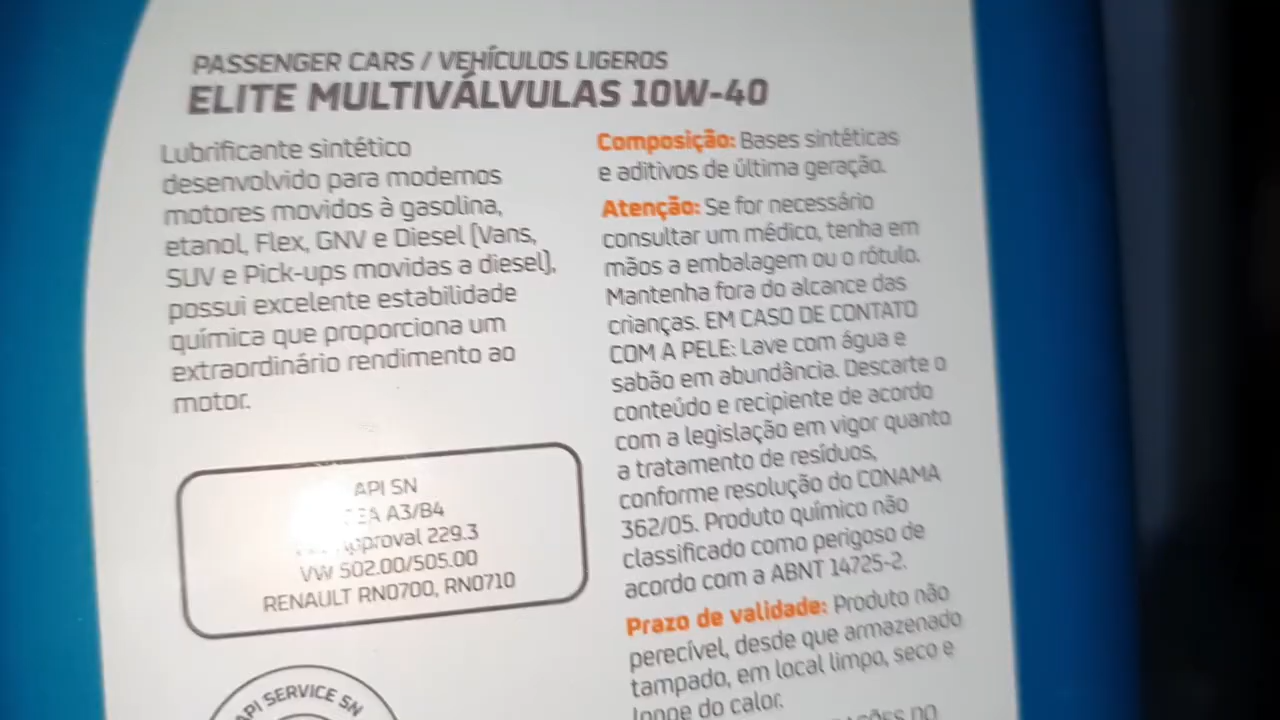 PASSENGER CARS / VEHÍCULOS LIGEROS
ELITE MULTIVÁLVULAS 10W-40
Lubrificante sintético
desenvolvido para modernos
motores movidos à gasolina,
etanol, Flex, GNV e Diesel (Vans,
SUV e Pick-ups movidas a diesel),
possui excelente estabilidade
química que proporciona um
extraordinário rendimento ao
motor.
API SN
A3/B4
229.3
VW 502.00/505.00
RENAULT RN0700, RN0710
API SERVICE SN
Composição: Bases sintéticas
e aditivos de última geração.
Atenção: Se for necessário
consultar um médico, tenha em
mãos a embalagem ou o rótulo.
Mantenha fora do alcance das
crianças. EM CASO DE CONTATO
COM A PELE: Lave com água e
sabão em abundância. Descarte o
conteúdo e recipiente de acordo
com a legislação em vigor quanto
a tratamento de resíduos,
conforme resolução do CONAMA
362/05. Produto químico não
classificado como perigoso de
acordo com a ABNT 14725-2.
Prazo de validade: Produto não
perecível, desde que armazenado
tampado, em local limpo, seco e
longe do calor.